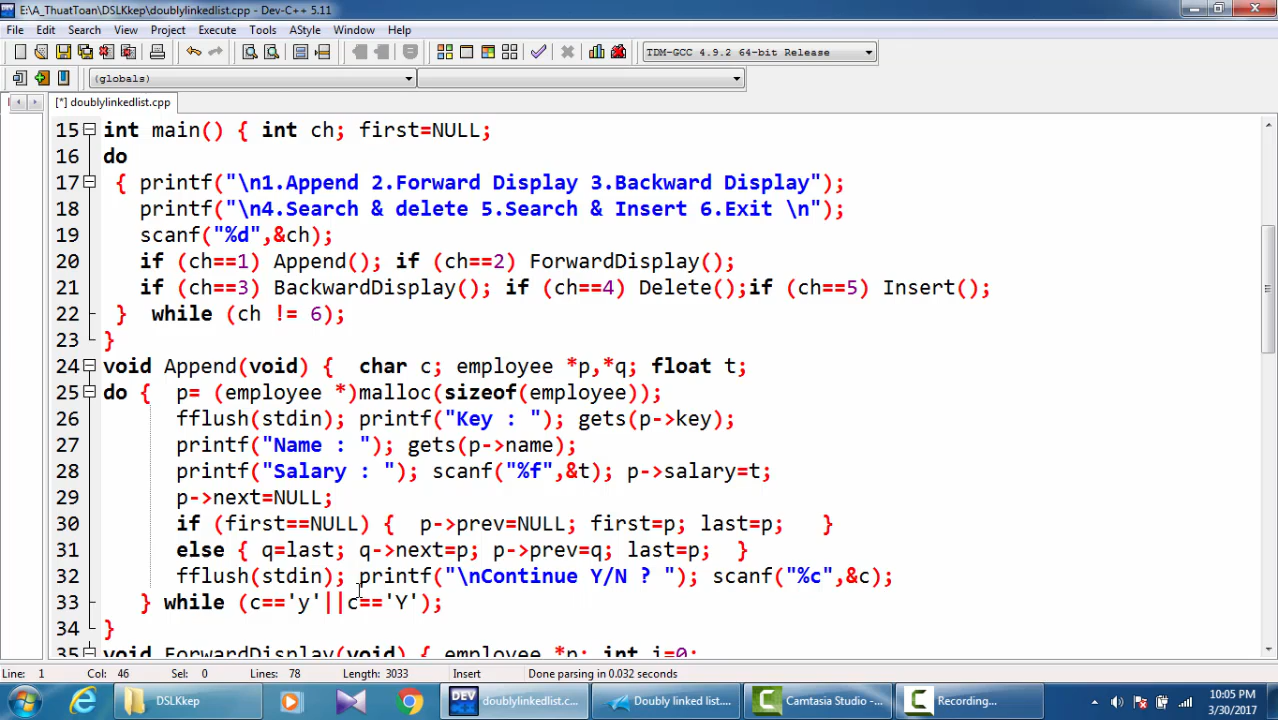 E:\A_ThuatToan\DSLKkep\doublylinkedlist.cpp - Dev-C++ 5.11
File Edit Search View Project Execute Tools AStyle Window Help
TDM-GCC 4.9.2 64-bit Release
(globals)
[*] doublylinkedlist.cpp
15 int main() { int ch; first=NULL;
16 do
17 { printf("\n1.Append 2.Forward Display 3.Backward Display");
18 printf("\n4.Search & delete 5.Search & Insert 6.Exit \n");
19 scanf("%d",&ch);
20 if (ch==1) Append(); if (ch==2) ForwardDisplay();
21 if (ch==3) BackwardDisplay(); if (ch==4) Delete();if (ch==5) Insert();
22 } while (ch != 6);
23 }
24 void Append(void) { char c; employee *p,*q; float t;
25 do { p= (employee *)malloc(sizeof(employee));
26 fflush(stdin); printf("Key : "); gets(p->key);
27 printf("Name : "); gets(p->name);
28 printf("Salary : "); scanf("%f",&t); p->salary=t;
29 p->next=NULL;
30 if (first==NULL) { p->prev=NULL; first=p; last=p; }
31 else { q=last; q->next=p; p->prev=q; last=p; }
32 fflush(stdin); printf("\nContinue Y/N ? "); scanf("%c",&c);
33 } while (c=='y'||c=='Y');
34 }
35 void ForwardDisplay(void) { employee *p; int i=0;
Line: 1 Col: 46 Sel: 0 Lines: 78 Length: 3033 Insert Done parsing in 0.032 seconds
DSLKkep doublylinkedlist.cp... Doubly linked list.... Camtasia Studio -... Recording... 10:05 PM
3/30/2017